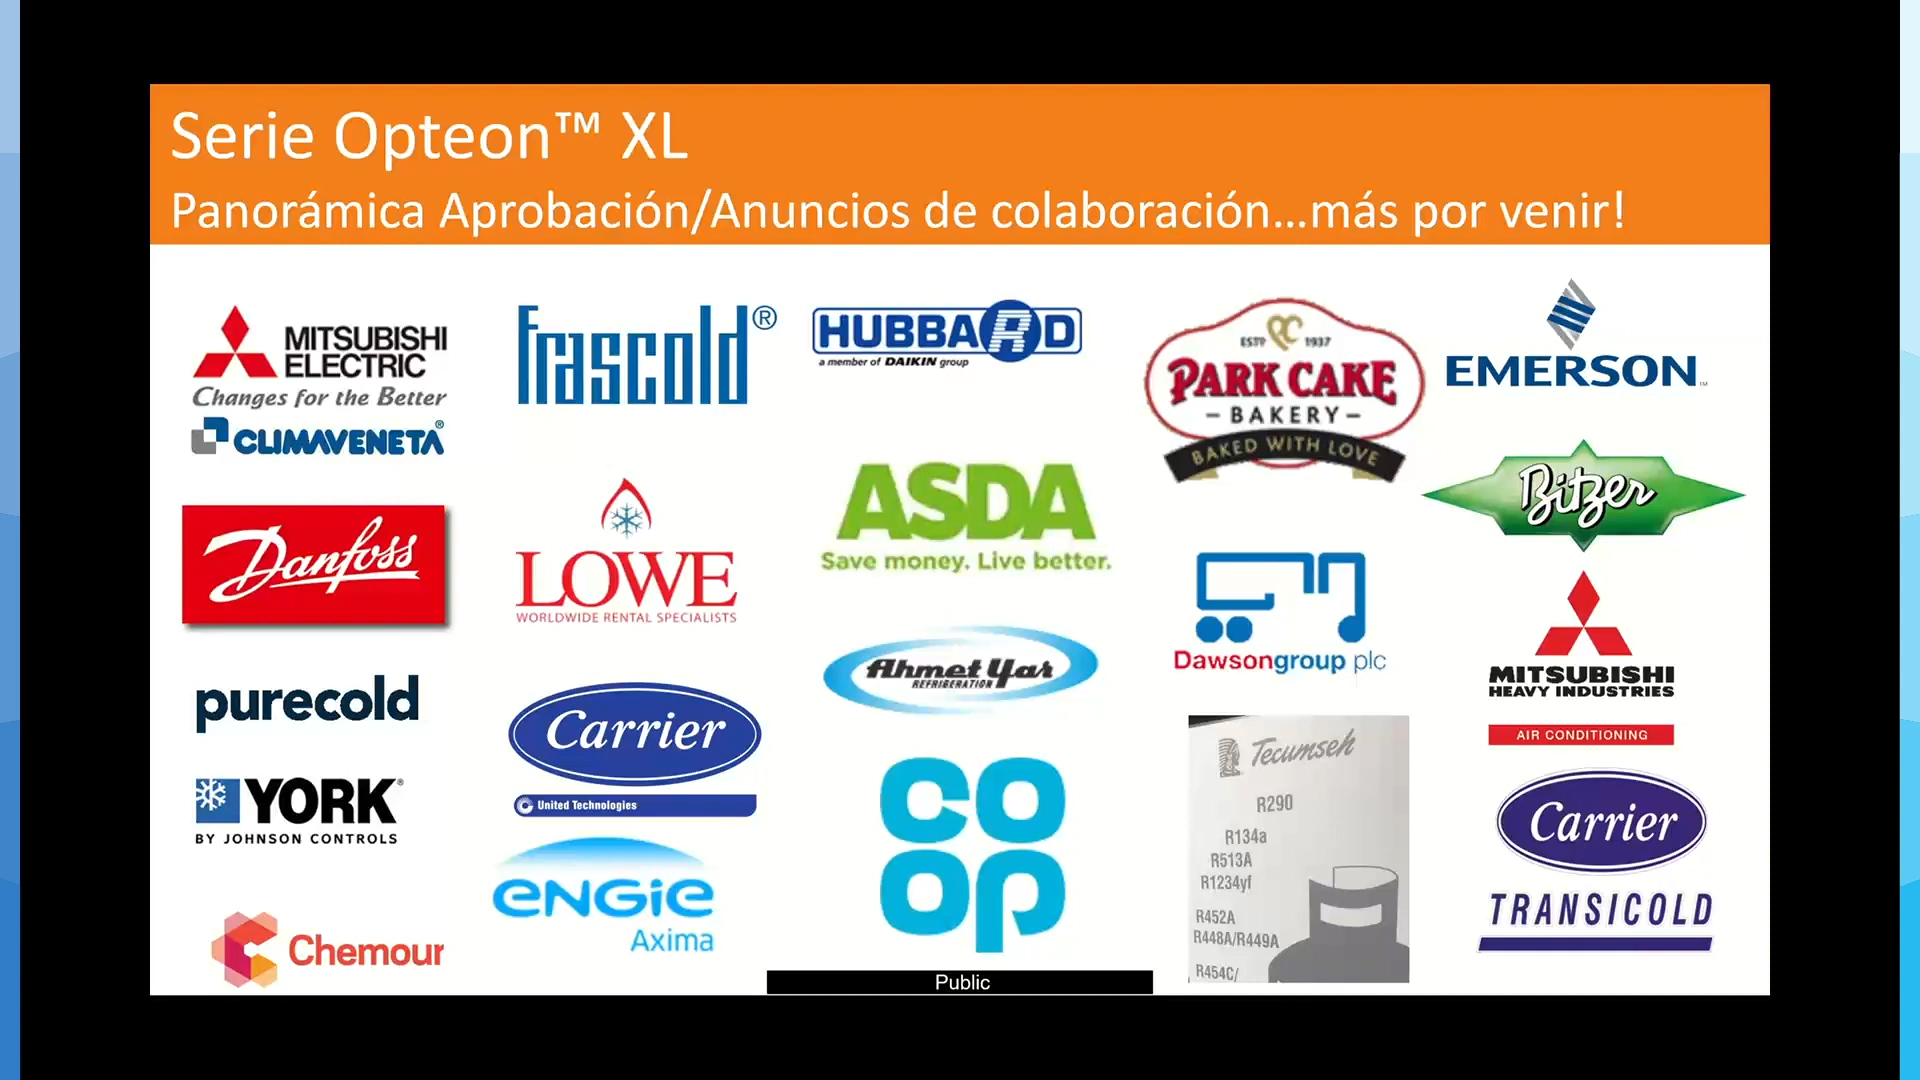 Serie Opteon™ XL
Panorámica Aprobación/Anuncios de colaboración...más por venir!
MITSUBISHI
ELECTRIC
Changes for the Better
CLIMAVENETA®
Danfoss
purecold
YORK®
BY JOHNSON CONTROLS
Chemour
frascold®
LOWE
WORLDWIDE RENTAL SPECIALISTS
Carrier
United Technologies
ENGIE
Axima
HUBBARD
a member of DAIKIN group
ASDA
Save money. Live better.
Ahmet Yar
REFRIGERATION
CO
OP
Public
ESTD 1937
PARK CAKE
–BAKERY–
BAKED WITH LOVE
Dawsongroup plc
Tecumseh
R290
R134a
R513A
R1234yf
R452A
R448A/R449A
R454C/
EMERSON™
Bitzer
MITSUBISHI
HEAVY INDUSTRIES
AIR CONDITIONING
Carrier
TRANSICOLD